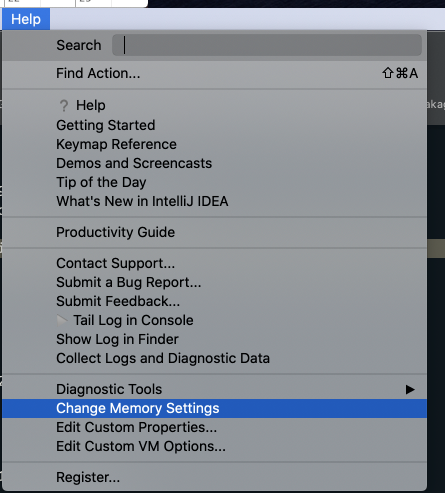 Help
Search
Find Action... ⇧⌘A
? Help
Getting Started
Keymap Reference
Demos and Screencasts
Tip of the Day
What's New in IntelliJ IDEA
Productivity Guide
Contact Support...
Submit a Bug Report...
Submit Feedback...
Tail Log in Console
Show Log in Finder
Collect Logs and Diagnostic Data
Diagnostic Tools
Change Memory Settings
Edit Custom Properties...
Edit Custom VM Options...
Register...